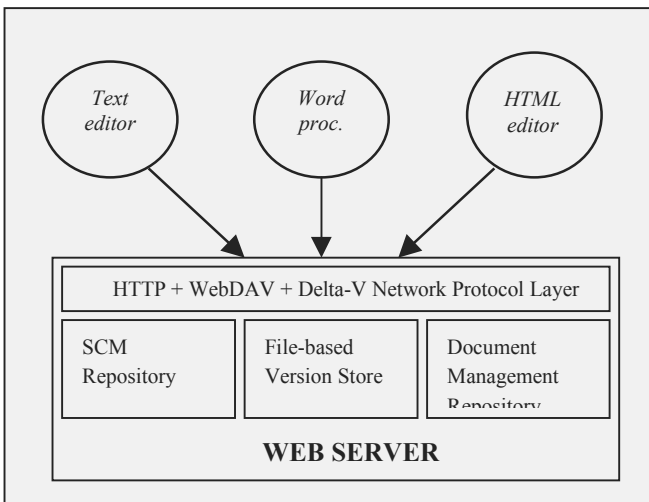 Text
editor
Word
proc.
HTML
editor
HTTP + WebDAV + Delta-V Network Protocol Layer
SCM
Repository
File-based
Version Store
Document
Management
Repository
WEB SERVER